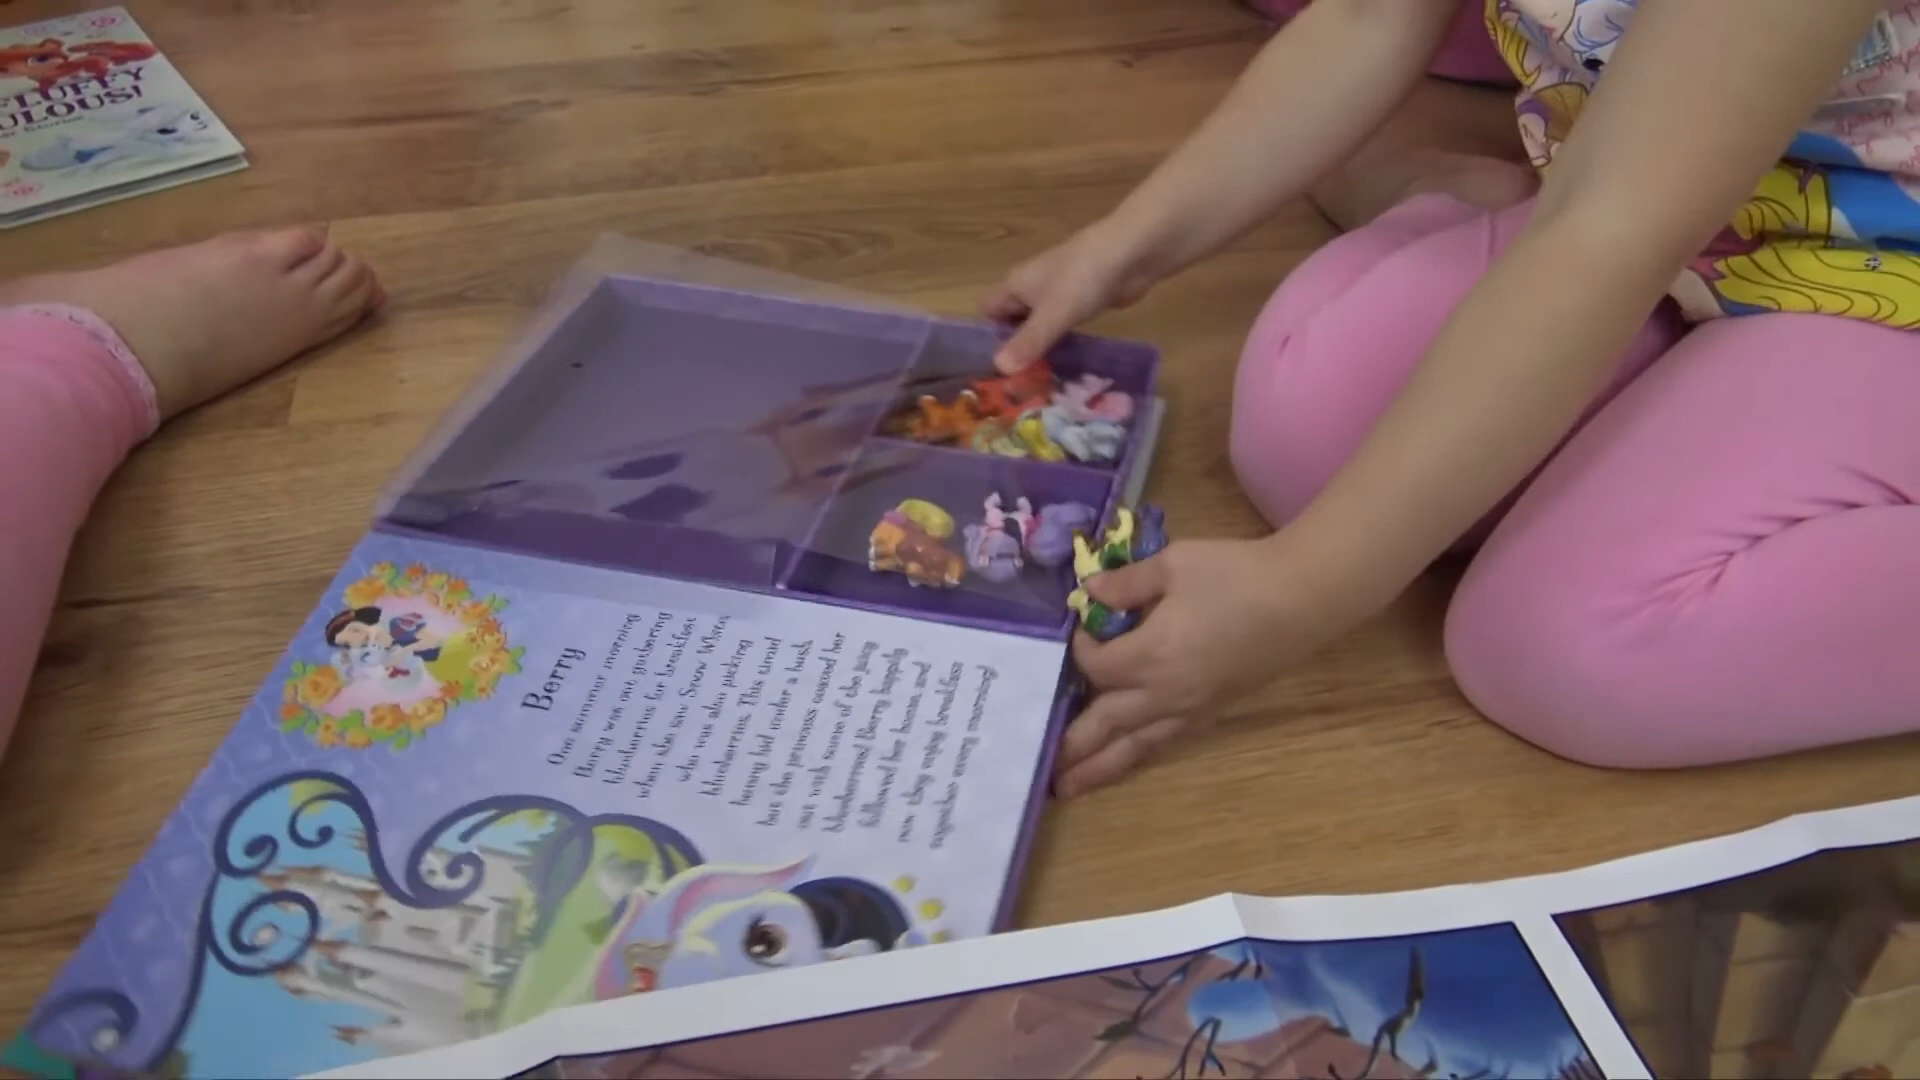 FLUFFY
ULOUS!
Stories
Berry
One summer morning
Berry was out gathering
blueberries for breakfast
when she saw Snow White
who was also picking
blueberries. This timid
bunny hid under a bush
but the princess coaxed her
out with some of the juicy
blueberries! Berry happily
followed her home, and
now they enjoy breakfast
together every morning!